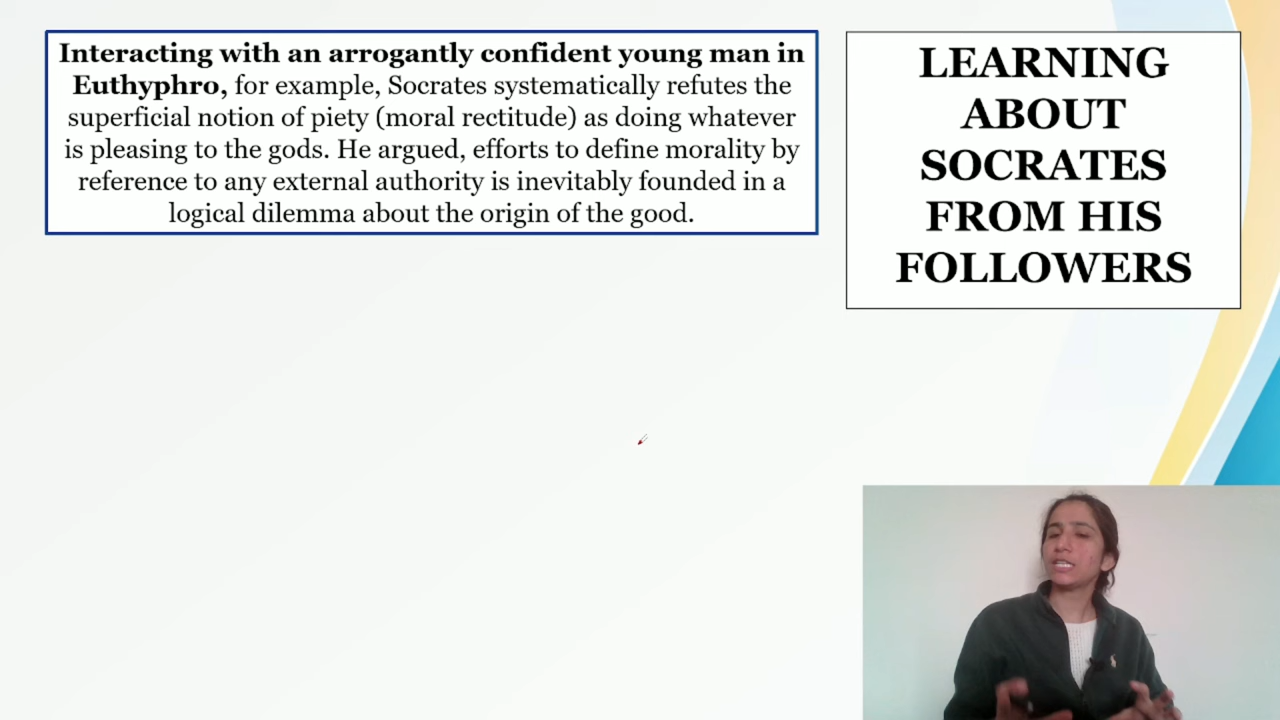 Interacting with an arrogantly confident young man in
Euthyphro, for example, Socrates systematically refutes the
superficial notion of piety (moral rectitude) as doing whatever
is pleasing to the gods. He argued, efforts to define morality by
reference to any external authority is inevitably founded in a
logical dilemma about the origin of the good.
LEARNING
ABOUT
SOCRATES
FROM HIS
FOLLOWERS